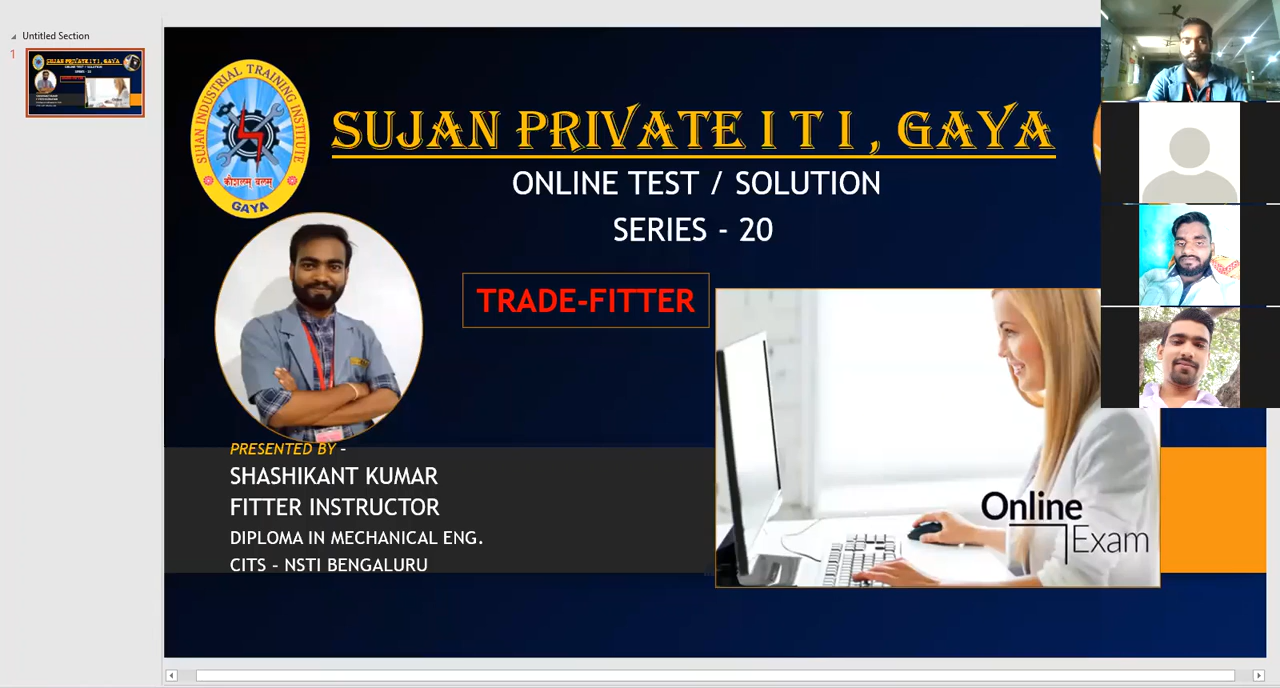 Untitled Section
1
SUJAN INDUSTRIAL TRAINING INSTITUTE
कौशलम् बलम्
GAYA
SUJAN PRIVATE I T I , GAYA
ONLINE TEST / SOLUTION
SERIES - 20
TRADE-FITTER
PRESENTED BY -
SHASHIKANT KUMAR
FITTER INSTRUCTOR
DIPLOMA IN MECHANICAL ENG.
CITS - NSTI BENGALURU
Online
Exam